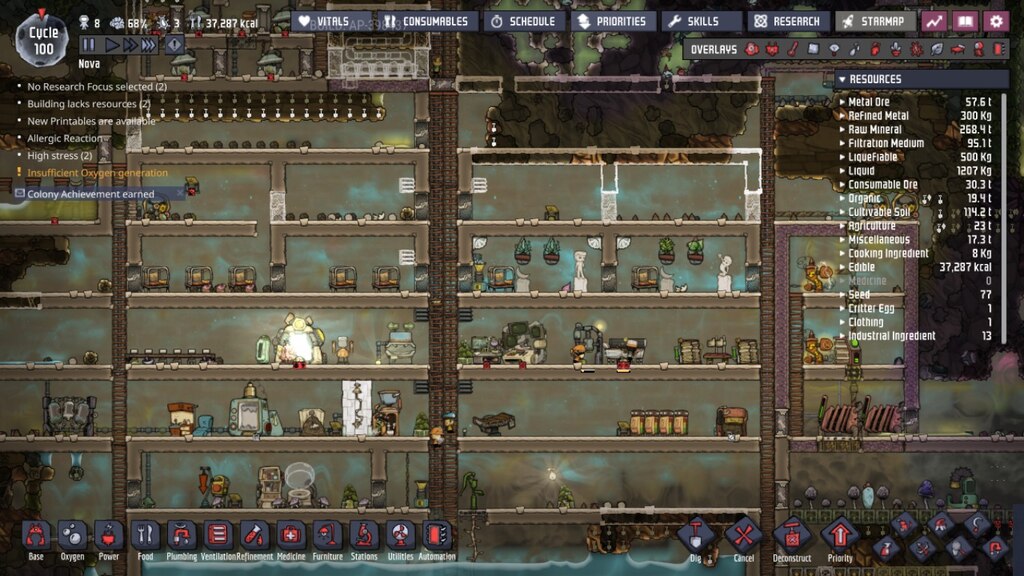 Cycle
100
8
68%
3
37,287 kcal
VITALS
CONSUMABLES
SCHEDULE
PRIORITIES
SKILLS
RESEARCH
STARMAP
Nova
OVERLAYS
No Research Focus selected (2)
Building lacks resources (2)
New Printables are available
Allergic Reaction
High stress (2)
Insufficient Oxygen generation
Colony Achievement earned
RESOURCES
Metal Ore 57.6 t
Refined Metal 300 Kg
Raw Mineral 268.4 t
Filtration Medium 95.1 t
Liquefiable 500 Kg
Liquid 1207 Kg
Consumable Ore 30.3 t
Organic 19.4 t
Cultivable Soil 114.2 t
Agriculture 23 t
Miscellaneous 17.3 t
Cooking Ingredient 8 Kg
Edible 37,287 kcal
Medicine 0
Seed 77
Critter Egg 1
Clothing 1
Industrial Ingredient 13
Base
Oxygen
Power
Food
Plumbing
Ventilation
Refinement
Medicine
Furniture
Stations
Utilities
Automation
Dig
Cancel
Deconstruct
Priority